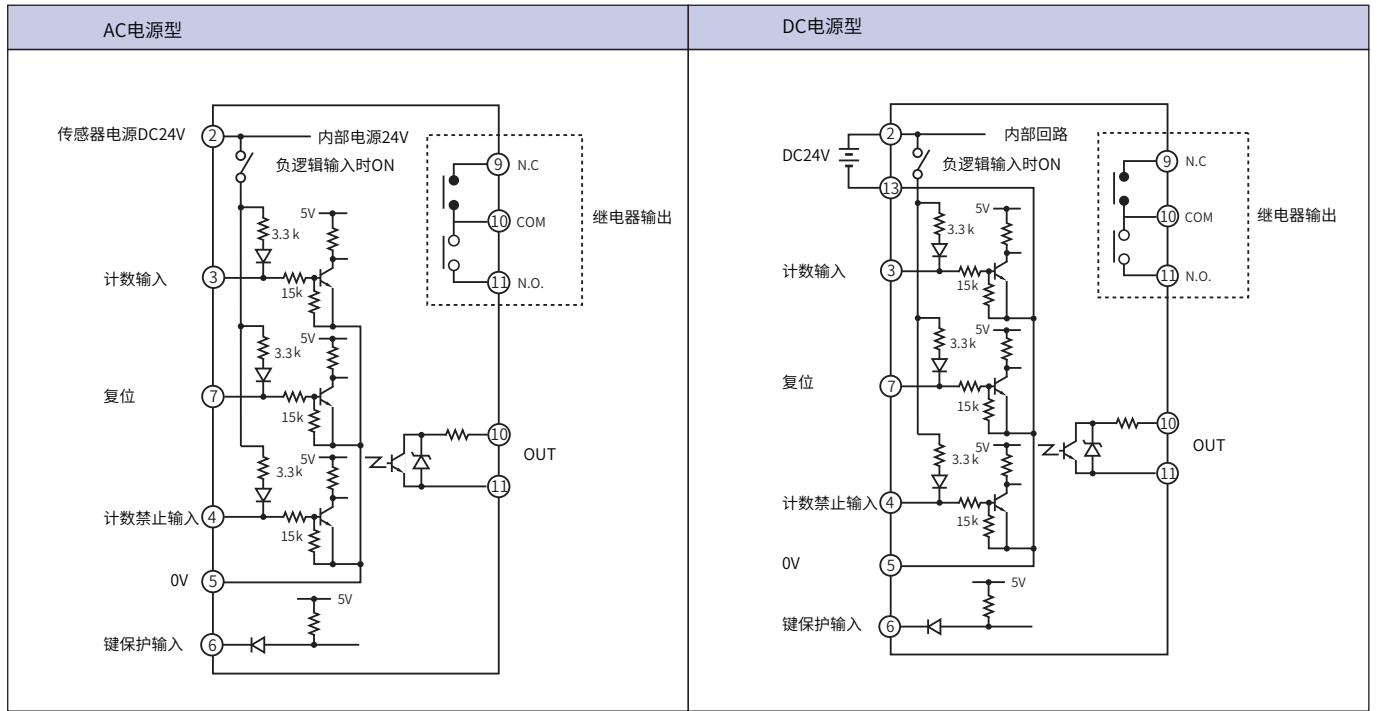 AC电源型
DC电源型
传感器电源DC24V
2
内部电源24V
负逻辑输入时ON
9
N.C
10
COM
11
N.O.
继电器输出
5V
3.3 k
计数输入
3
15k
5V
3.3 k
复位
7
15k
5V
3.3 k
计数禁止输入
4
15k
10
OUT
11
0V
5
5V
键保护输入
6
DC24V
2
13
内部回路
负逻辑输入时ON
9
N.C
10
COM
11
N.O.
继电器输出
5V
3.3 k
计数输入
3
15k
5V
3.3 k
复位
7
15k
5V
3.3 k
计数禁止输入
4
15k
10
OUT
11
0V
5
5V
键保护输入
6